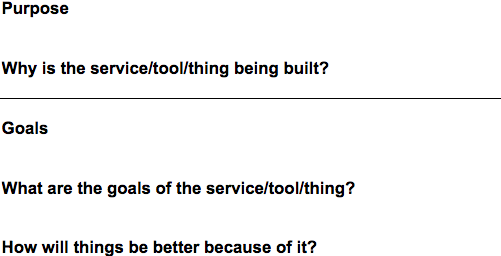 Purpose
Why is the service/tool/thing being built?
Goals
What are the goals of the service/tool/thing?
How will things be better because of it?